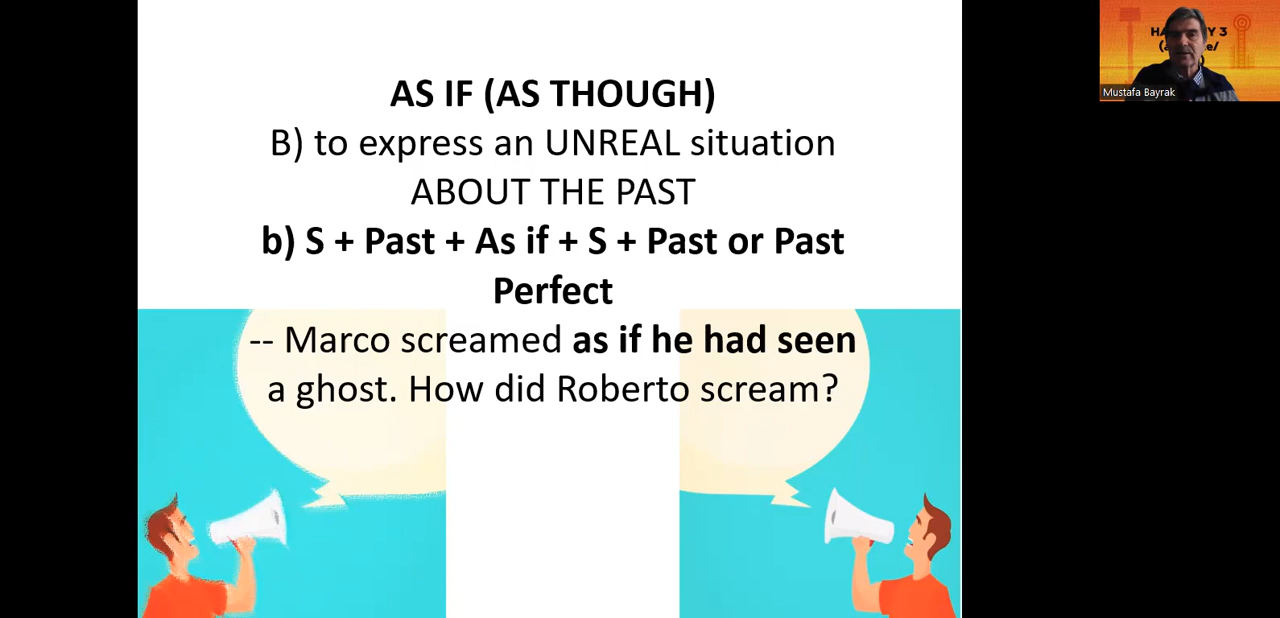 AS IF (AS THOUGH)
B) to express an UNREAL situation
ABOUT THE PAST
b) S + Past + As if + S + Past or Past
Perfect
-- Marco screamed as if he had seen
a ghost. How did Roberto scream?
Mustafa Bayrak